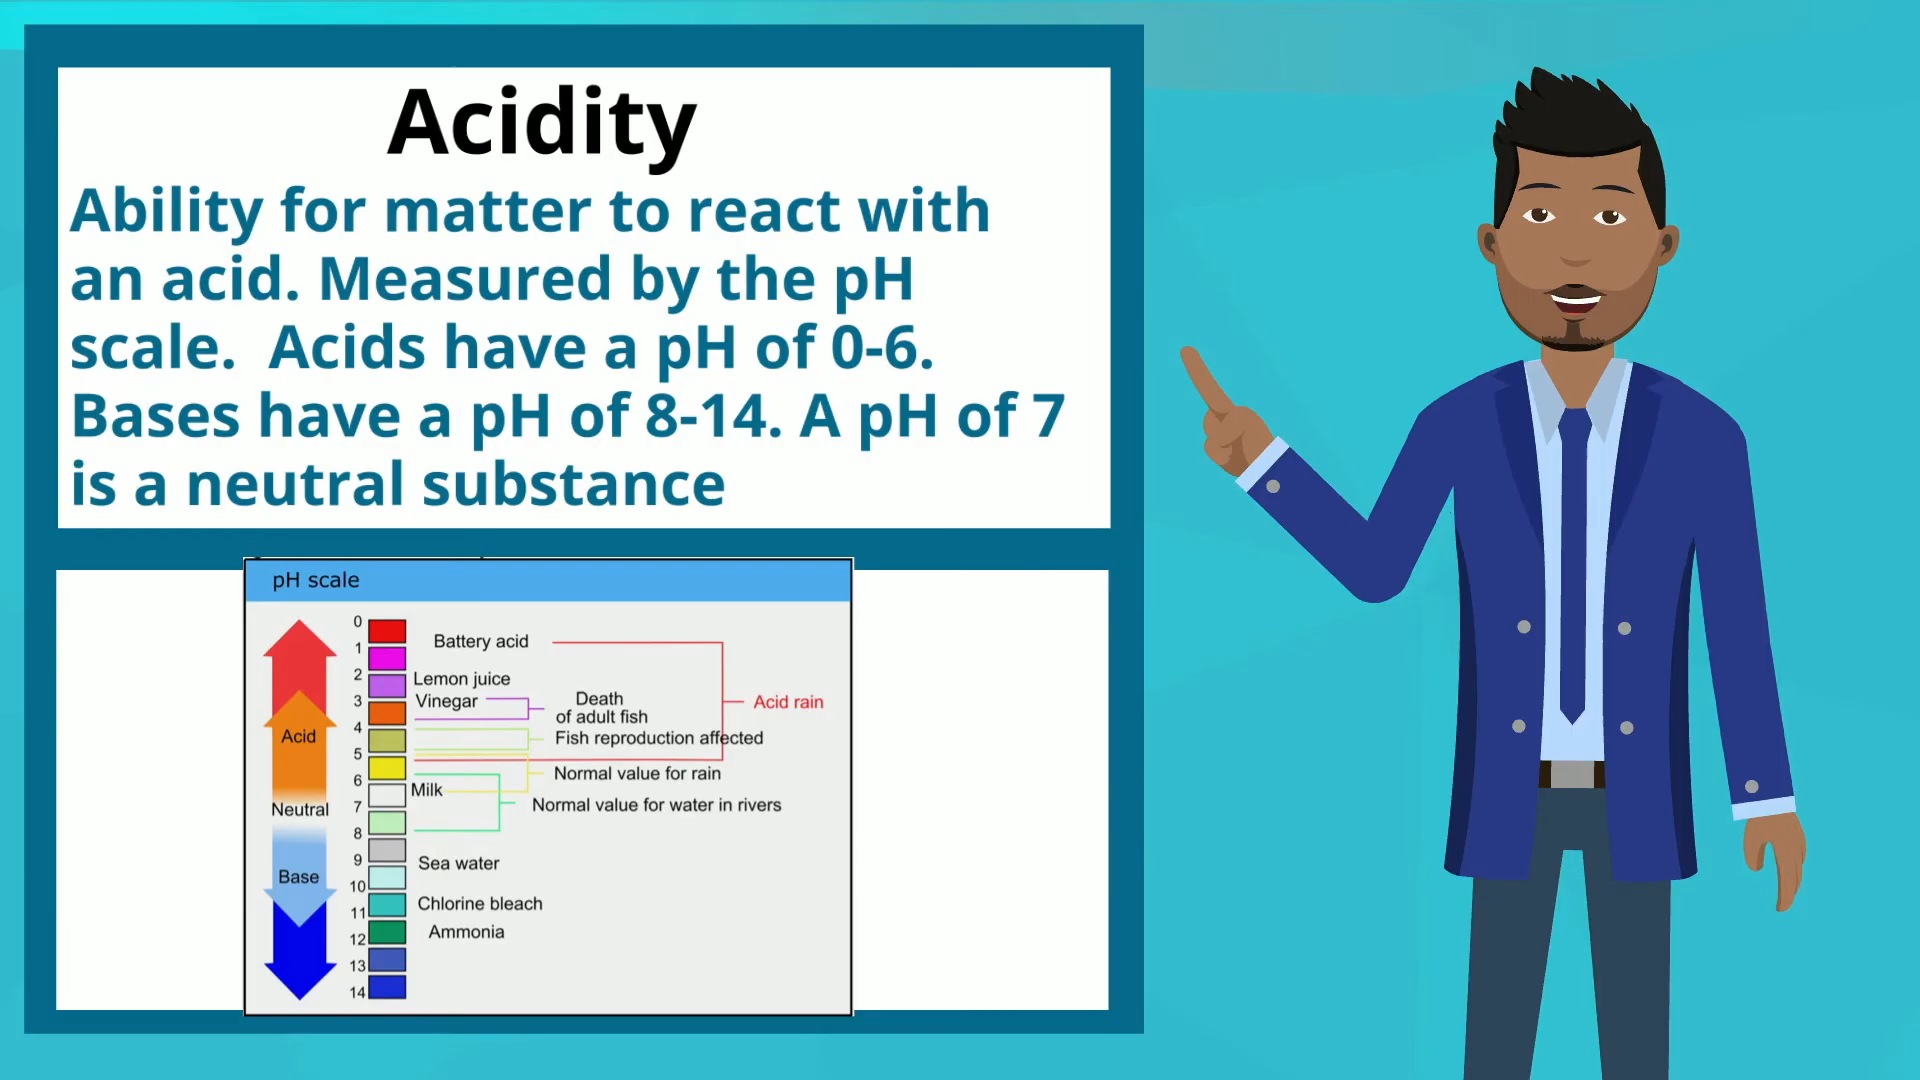 Acidity
Ability for matter to react with
an acid. Measured by the pH
scale.  Acids have a pH of 0-6.
Bases have a pH of 8-14. A pH of 7
is a neutral substance
pH scale
0
1
2
3
4
5
6
7
8
9
10
11
12
13
14
Acid
Neutral
Base
Battery acid
Lemon juice
Vinegar
Death
of adult fish
Acid rain
Fish reproduction affected
Normal value for rain
Milk
Normal value for water in rivers
Sea water
Chlorine bleach
Ammonia